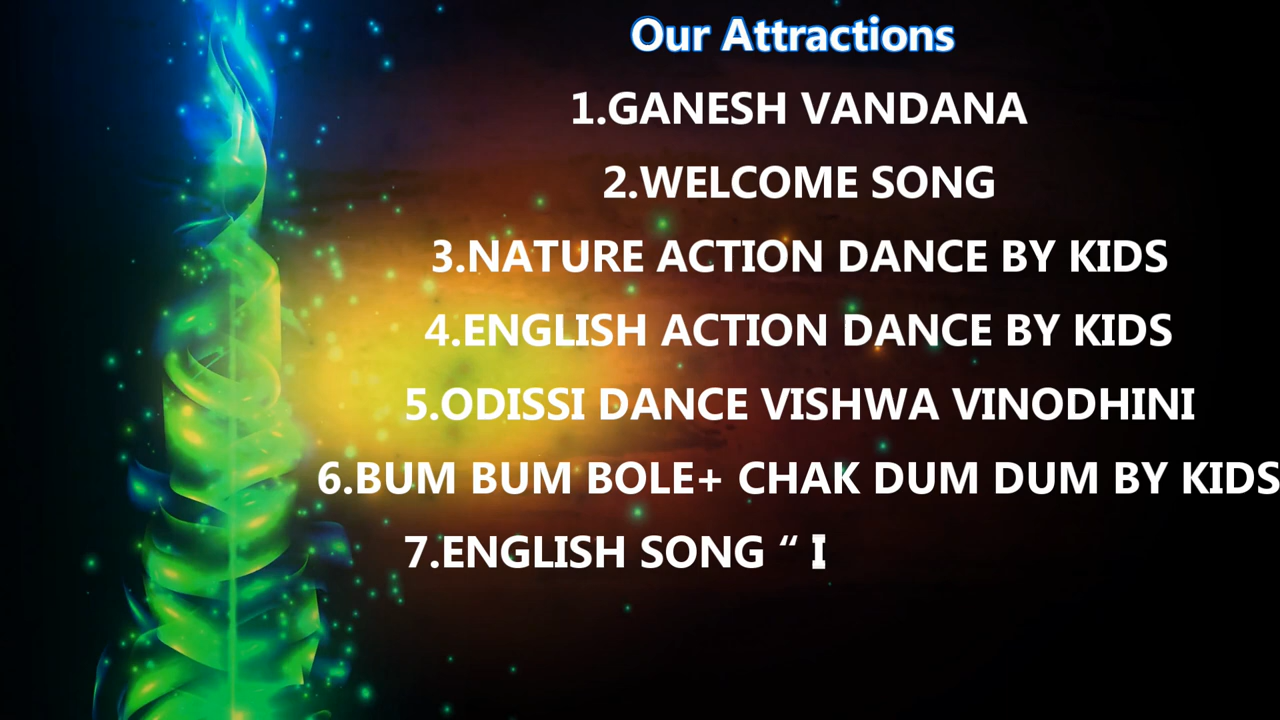 Our Attractions
1.GANESH VANDANA
2.WELCOME SONG
3.NATURE ACTION DANCE BY KIDS
4.ENGLISH ACTION DANCE BY KIDS
5.ODISSI DANCE VISHWA VINODHINI
6.BUM BUM BOLE+ CHAK DUM DUM BY KIDS
7.ENGLISH SONG “ I